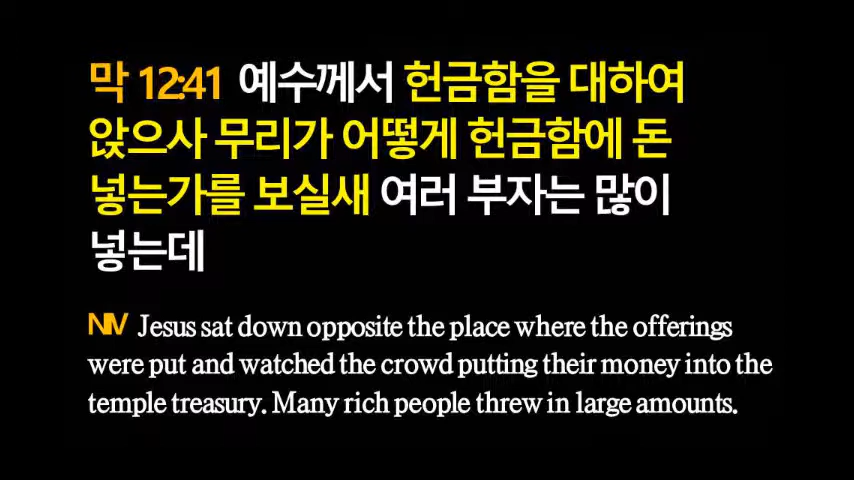 막 12:41 예수께서 헌금함을 대하여
앉으사 무리가 어떻게 헌금함에 돈
넣는가를 보실새 여러 부자는 많이
넣는데
NIV Jesus sat down opposite the place where the offerings
were put and watched the crowd putting their money into the
temple treasury. Many rich people threw in large amounts.